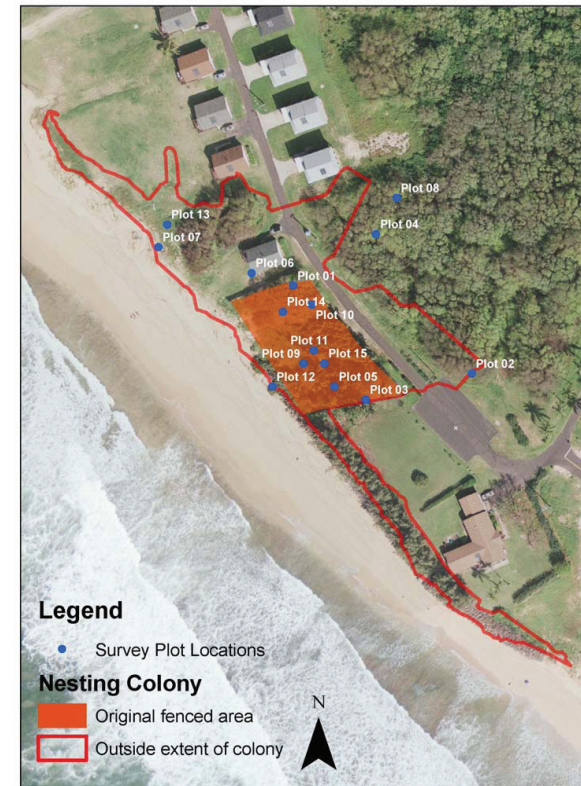 Plot 08
Plot 13
Plot 04
Plot 07
Plot 06
Plot 01
Plot 14
Plot 10
Plot 11
Plot 09
Plot 15
Plot 02
Plot 12
Plot 05
Plot 03
Legend
Survey Plot Locations
Nesting Colony
Original fenced area
Outside extent of colony
N